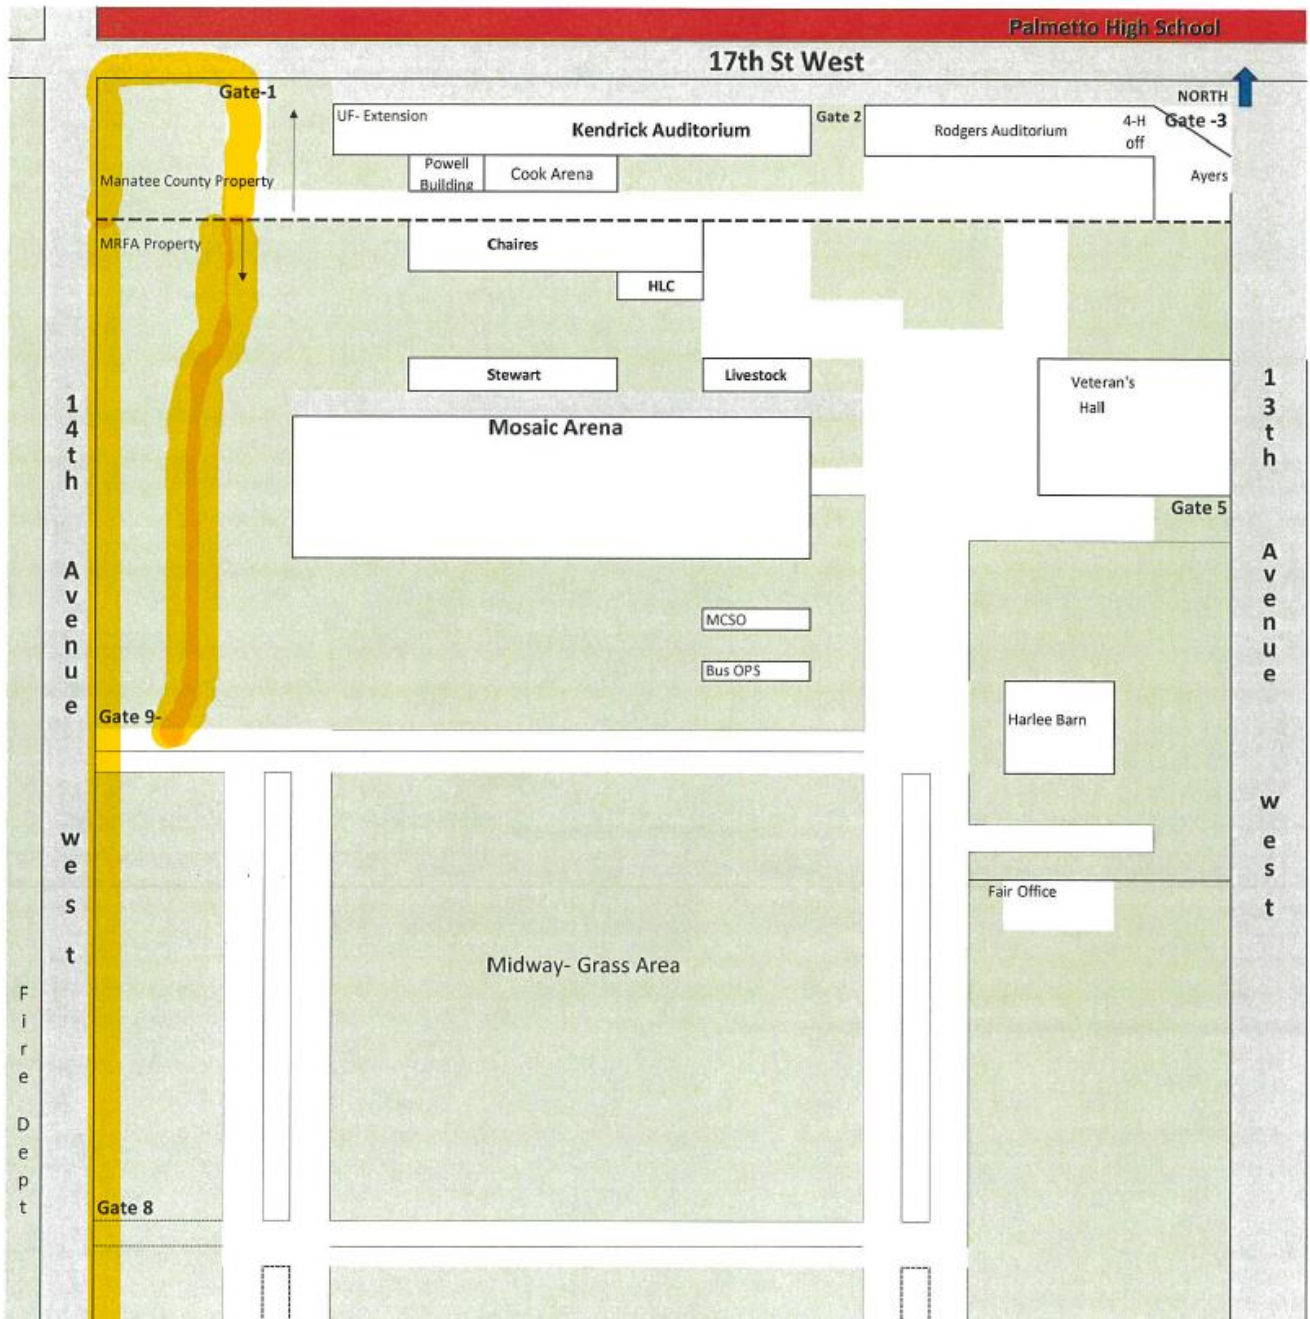 Palmetto High School
17th St West
NORTH
Gate-1
UF- Extension
Kendrick Auditorium
Gate 2
Rodgers Auditorium
4-H
off
Gate -3
Powell
Building
Cook Arena
Manatee County Property
Ayers
MRFA Property
Chaires
HLC
Stewart
Livestock
Veteran's
Hall
14th Avenue west
13th Avenue west
Mosaic Arena
Gate 5
MCSO
Bus OPS
Gate 9-
Harlee Barn
Fair Office
Midway- Grass Area
Fire Dept
Gate 8